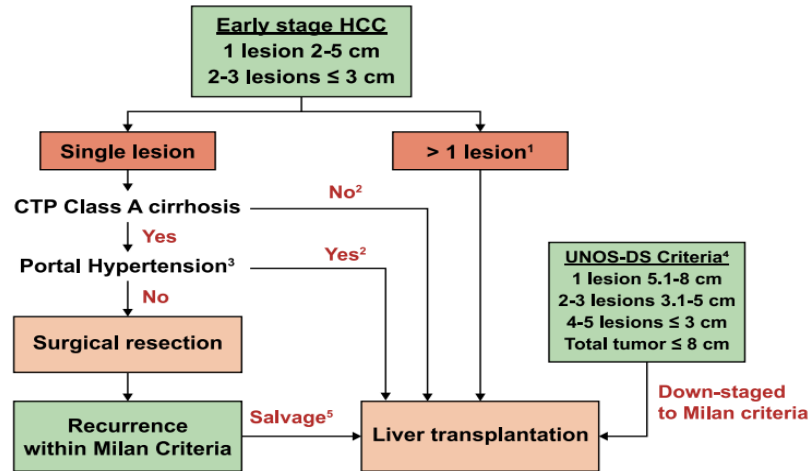 Early stage HCC
1 lesion 2-5 cm
2-3 lesions ≤ 3 cm
Single lesion
> 1 lesion¹
CTP Class A cirrhosis
No²
Yes
Portal Hypertension³
Yes²
No
UNOS-DS Criteria⁴
1 lesion 5.1-8 cm
2-3 lesions 3.1-5 cm
4-5 lesions ≤ 3 cm
Total tumor ≤ 8 cm
Surgical resection
Down-staged
to Milan criteria
Recurrence
within Milan Criteria
Salvage⁵
Liver transplantation